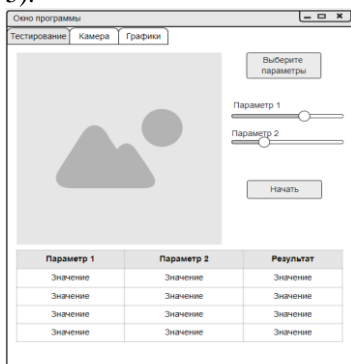 Окно программы
Тестирование Камера Графики
Выберите
параметры
Параметр 1
Параметр 2
Начать
Параметр 1 Параметр 2 Результат
Значение Значение Значение
Значение Значение Значение
Значение Значение Значение
Значение Значение Значение